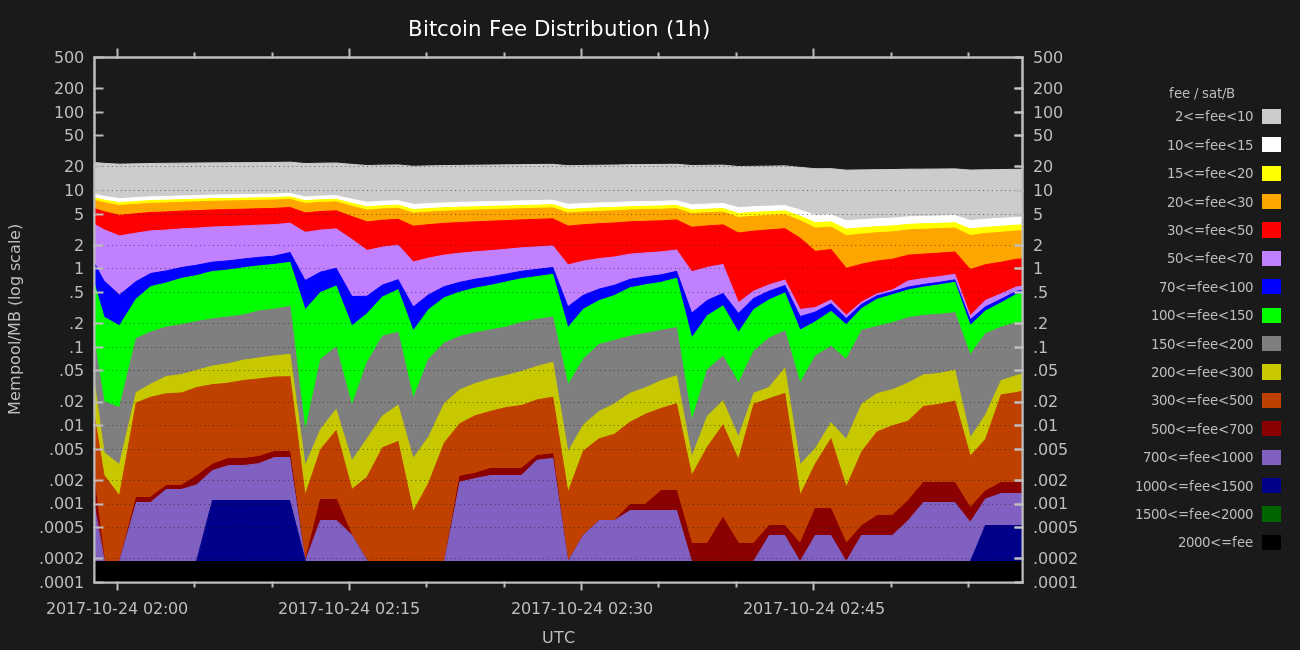 Bitcoin Fee Distribution (1h)
500 500
200 200
100 100
50 50
20 20
10 10
5 5
2 2
1 1
.5 .5
.2 .2
.1 .1
.05 .05
.02 .02
.01 .01
.005 .005
.002 .002
.001 .001
.0005 .0005
.0002 .0002
.0001 .0001
Mempool/MB (log scale)
2017-10-24 02:00 2017-10-24 02:15 2017-10-24 02:30 2017-10-24 02:45
UTC
fee / sat/B
2<=fee<10
10<=fee<15
15<=fee<20
20<=fee<30
30<=fee<50
50<=fee<70
70<=fee<100
100<=fee<150
150<=fee<200
200<=fee<300
300<=fee<500
500<=fee<700
700<=fee<1000
1000<=fee<1500
1500<=fee<2000
2000<=fee